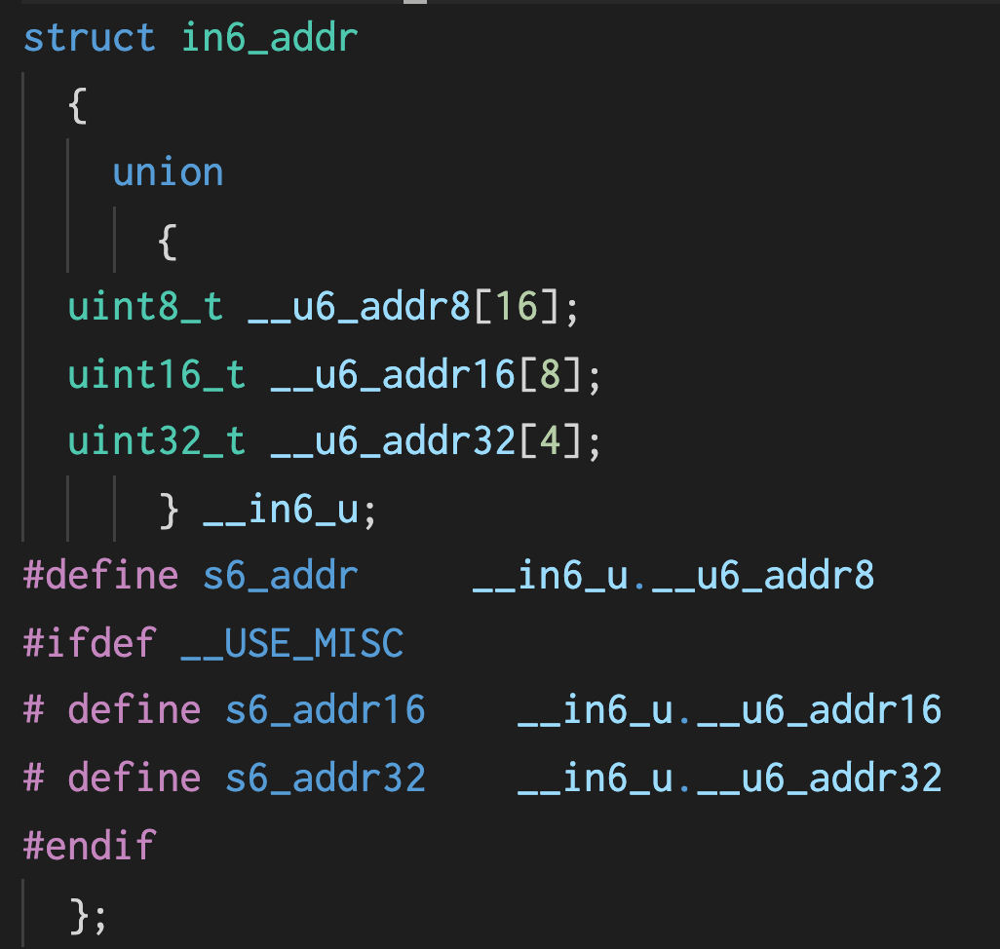 struct in6_addr
{
union
{
uint8_t __u6_addr8[16];
uint16_t __u6_addr16[8];
uint32_t __u6_addr32[4];
} __in6_u;
#define s6_addr __in6_u.__u6_addr8
#ifdef __USE_MISC
# define s6_addr16 __in6_u.__u6_addr16
# define s6_addr32 __in6_u.__u6_addr32
#endif
};